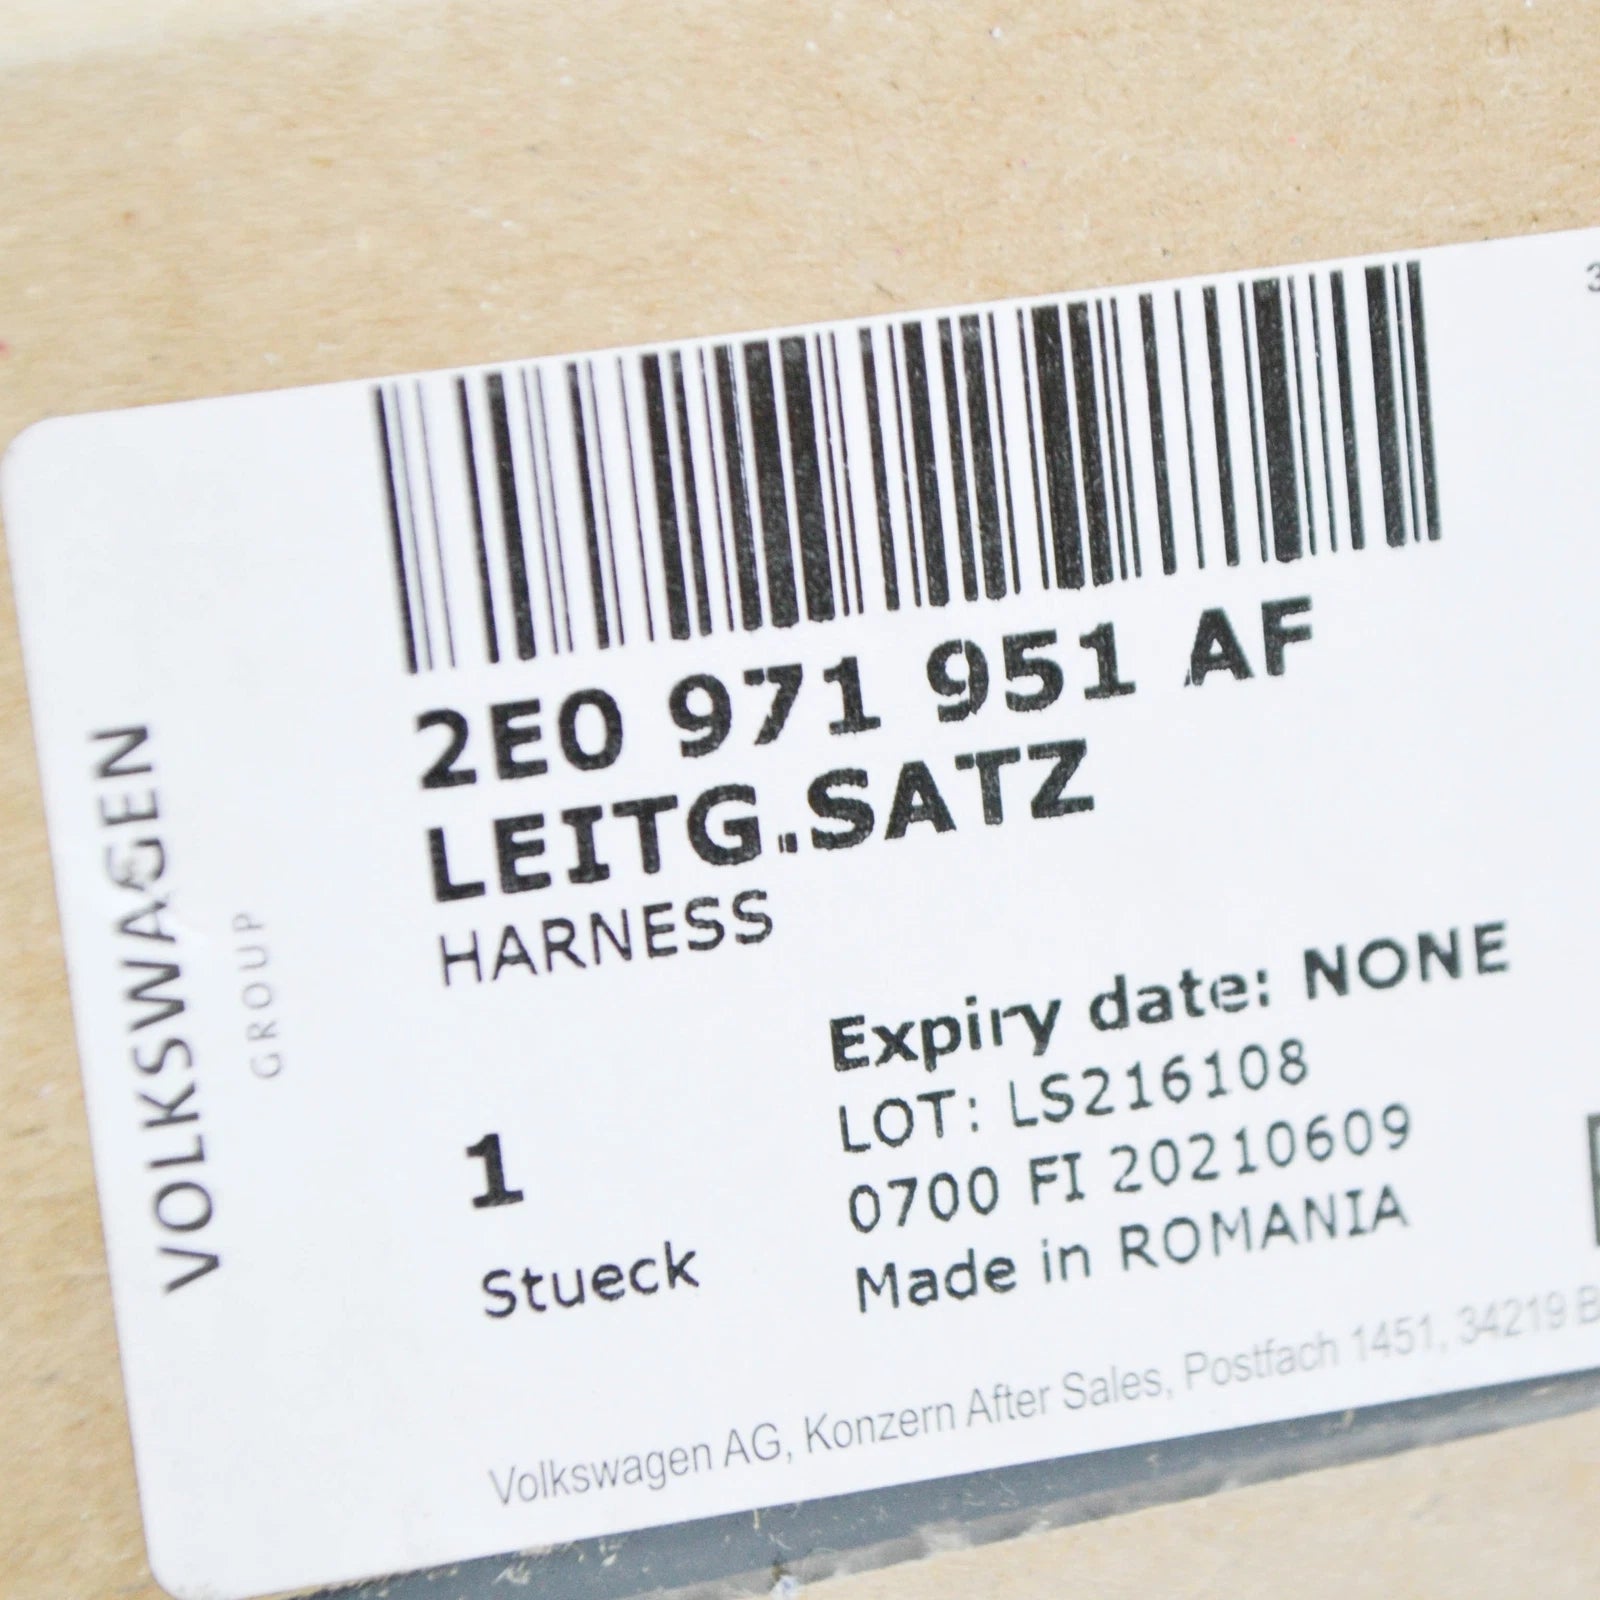 VOLKSWAGEN
GROUP
2E0 971 951 AF
LEITG.SATZ
HARNESS
Expiry date: NONE
LOT: LS216108
0700 FI 20210609
Made in ROMANIA
1
Stueck
Volkswagen AG, Konzern After Sales, Postfach 1451, 34219